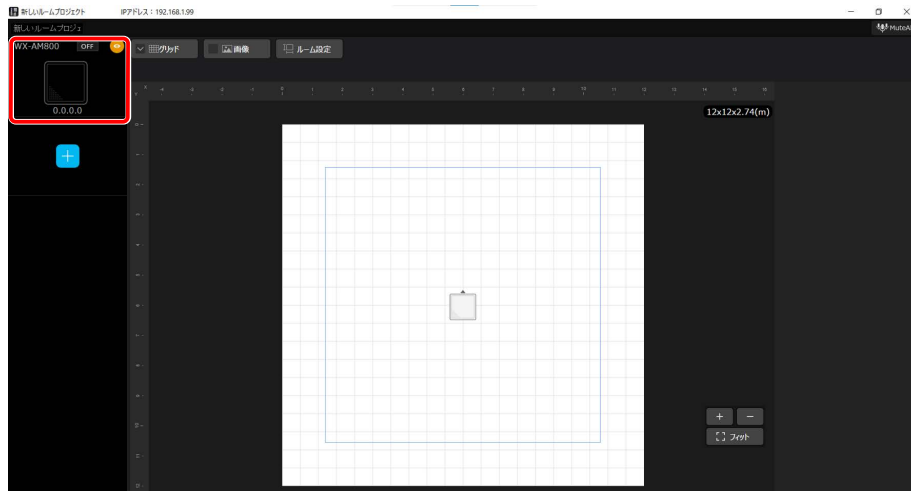 新しいルームプロジェクト IPアドレス：192.168.1.99
新しいルームプロジェ
MuteAl
WX-AM800 OFF
グリッド 画像 ルーム設定
0.0.0.0
12x12x2.74(m)
+
+ −
フィット